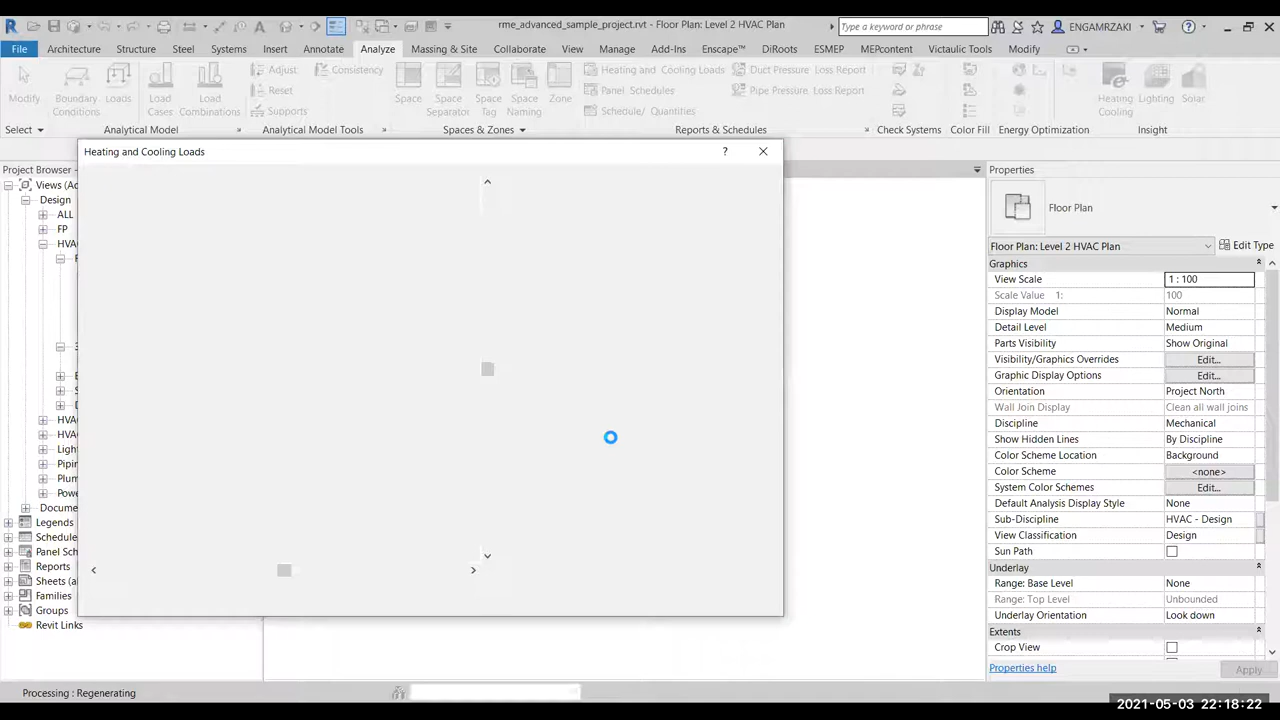 rme_advanced_sample_project.rvt - Floor Plan: Level 2 HVAC Plan
Type a keyword or phrase
ENGAMRZAKI
File Architecture Structure Steel Systems Insert Annotate Analyze Massing & Site Collaborate View Manage Add-Ins Enscape™ DiRoots ESMEP MEPcontent Victaulic Tools Modify
Modify
Boundary Conditions
Loads
Load Cases
Load Combinations
Adjust
Reset
Supports
Consistency
Space
Space Separator
Space Tag
Space Naming
Zone
Heating and Cooling Loads
Panel Schedules
Schedule/ Quantities
Duct Pressure Loss Report
Pipe Pressure Loss Report
Heating Cooling
Lighting
Solar
Select
Analytical Model
Analytical Model Tools
Spaces & Zones
Reports & Schedules
Check Systems
Color Fill
Energy Optimization
Insight
Heating and Cooling Loads
?
Project Browser -
Views (Ac
Design
ALL
FP
HVA
HVA
HVA
Light
Pipin
Plum
Powe
Docume
Legends
Schedule
Panel Sch
Reports
Sheets (a
Families
Groups
Revit Links
Properties
Floor Plan
Floor Plan: Level 2 HVAC Plan
Edit Type
Graphics
View Scale 1 : 100
Scale Value 1: 100
Display Model Normal
Detail Level Medium
Parts Visibility Show Original
Visibility/Graphics Overrides Edit...
Graphic Display Options Edit...
Orientation Project North
Wall Join Display Clean all wall joins
Discipline Mechanical
Show Hidden Lines By Discipline
Color Scheme Location Background
Color Scheme <none>
System Color Schemes Edit...
Default Analysis Display Style None
Sub-Discipline HVAC - Design
View Classification Design
Sun Path
Underlay
Range: Base Level None
Range: Top Level Unbounded
Underlay Orientation Look down
Extents
Crop View
Properties help
Apply
Processing : Regenerating
2021-05-03 22:18:22